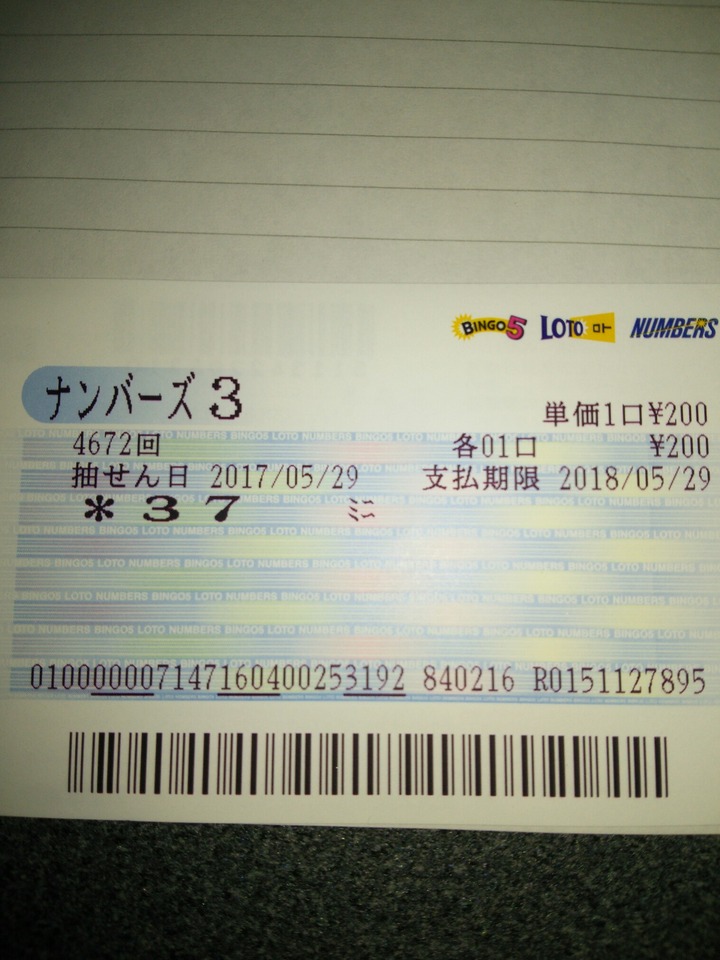 BINGO5 LOTO ロト NUMBERS
ナンバーズ3
単価1口¥200
4672回 各01口 ¥200
抽せん日 2017/05/29 支払期限 2018/05/29
*37 ミニ
010000007147160400253192 840216 R0151127895